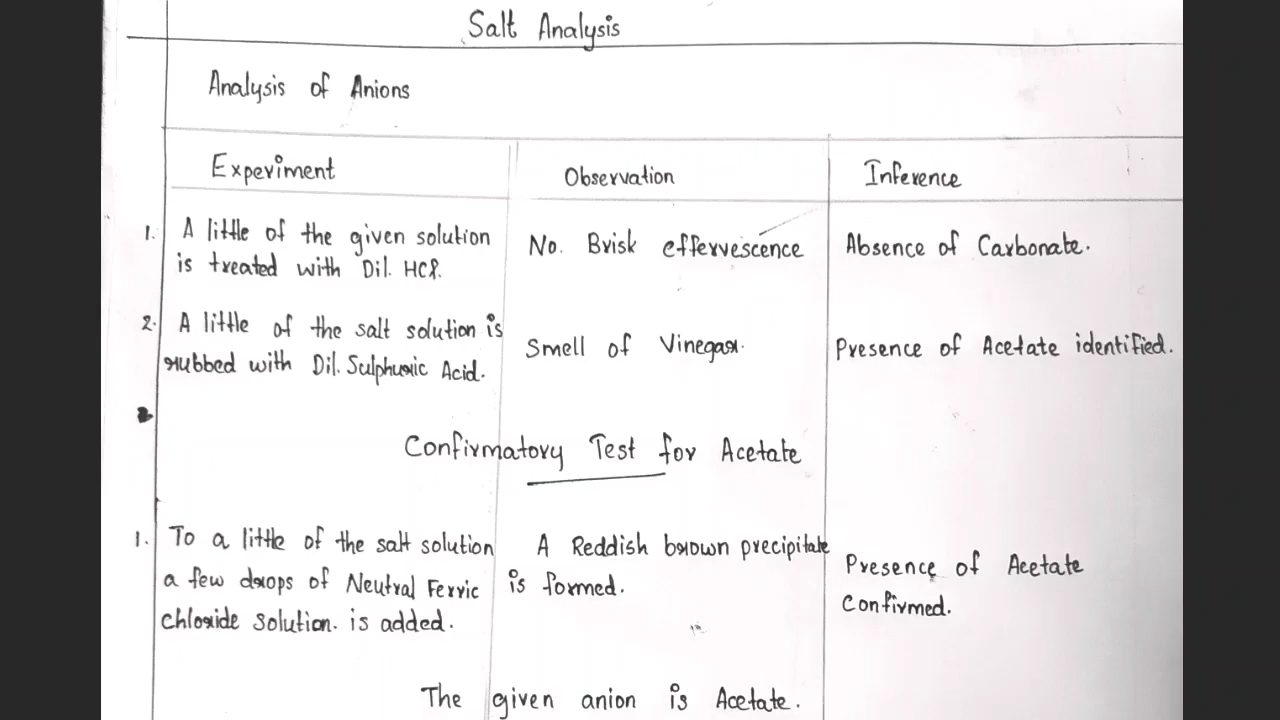 Salt Analysis
Analysis of Anions
Experiment Observation Inference
1. A little of the given solution is treated with Dil. HCl.
No. Brisk effervescence
Absence of Carbonate.
2. A little of the salt solution is
rubbed with Dil. Sulphuric Acid.
Smell of Vinegar.
Presence of Acetate identified.
Confirmatory Test for Acetate
1. To a little of the salt solution
a few drops of Neutral Ferric
chloride solution. is added.
A Reddish brown precipitate
is formed.
Presence of Acetate
Confirmed.
The given anion is Acetate.